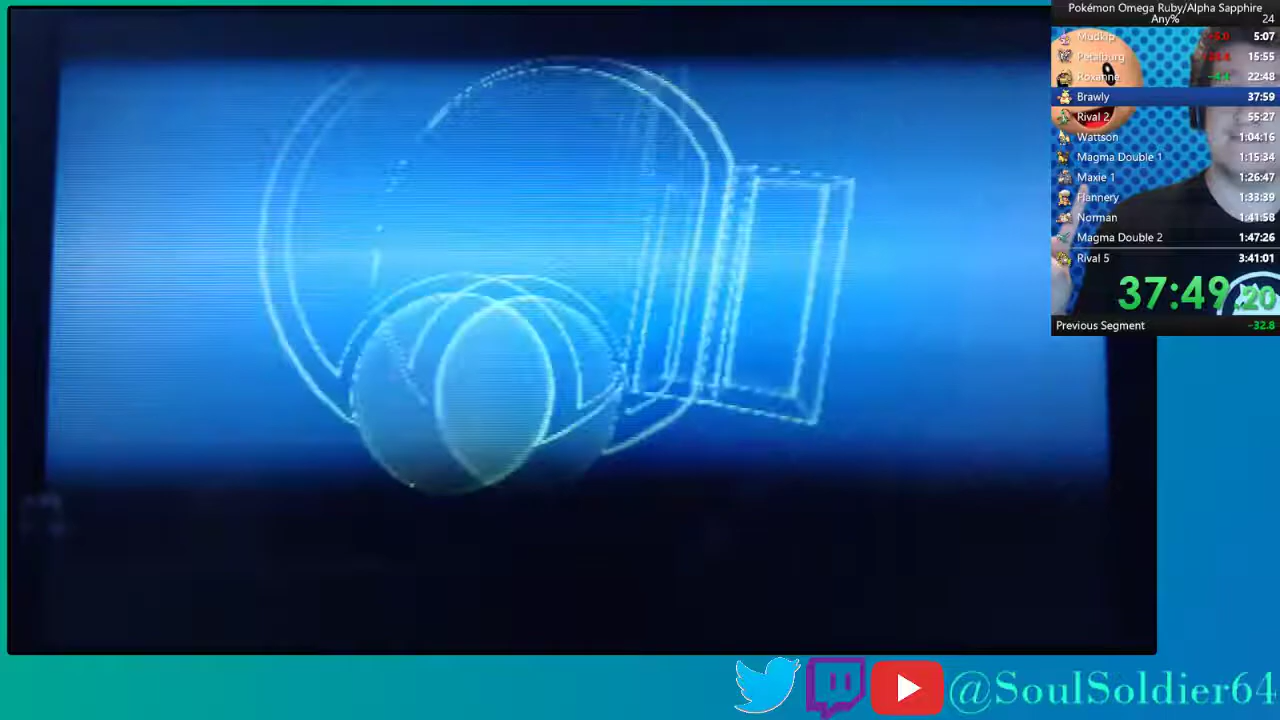 Pokémon Omega Ruby/Alpha Sapphire
Any% 24
Mudkip 5:07
Petalburg 15:55
Roxanne 22:48
Brawly 37:59
Rival 2 55:27
Wattson 1:04:16
Magma Double 1 1:15:34
Maxie 1 1:26:47
Flannery 1:33:39
Norman 1:41:58
Magma Double 2 1:47:26
Rival 5 3:41:01
37:49.20
Previous Segment -32.8
@SoulSoldier64